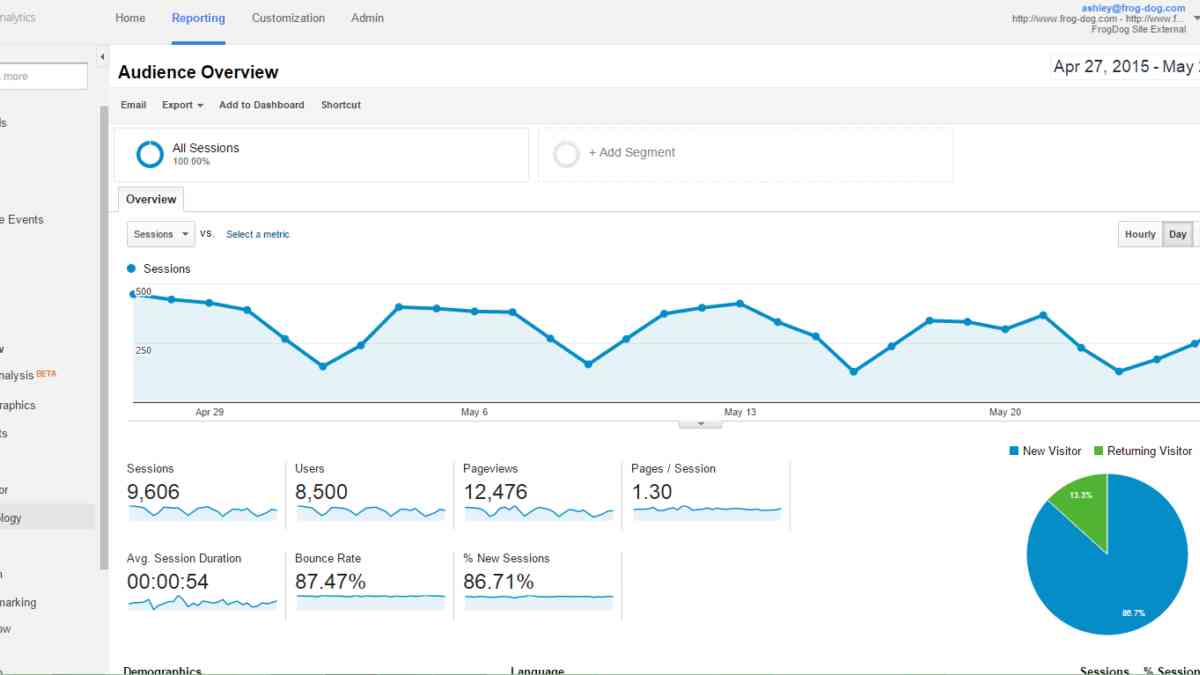 nalytics
Home Reporting Customization Admin
ashley@frog-dog.com
http://www.frog-dog.com - http://www.f...
FrogDog Site External
more
Audience Overview
Apr 27, 2015 - May
Email Export Add to Dashboard Shortcut
All Sessions
100.00%
+ Add Segment
Overview
e Events
Sessions vs. Select a metric
Hourly Day
Sessions
500
250
nalysis BETA
raphics
Apr 29 May 6 May 13 May 20
New Visitor Returning Visitor
Sessions Users Pageviews Pages / Session
9,606 8,500 12,476 1.30
ology
13.3%
Avg. Session Duration Bounce Rate % New Sessions
00:00:54 87.47% 86.71%
marking
86.7%
ow
Demographics Language Sessions % Session